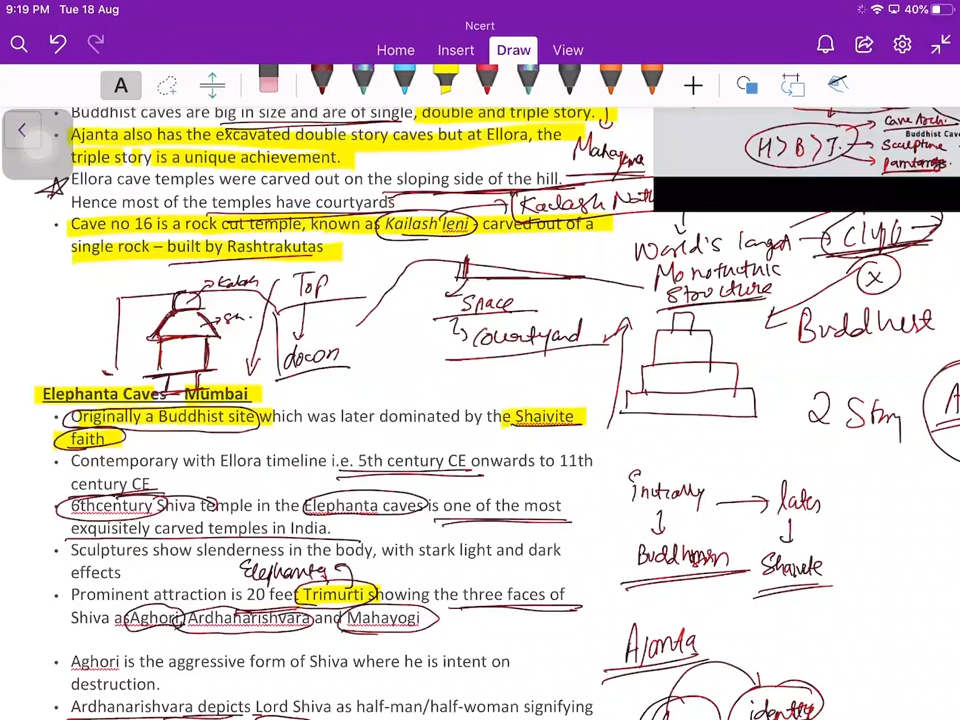 9:19 PM Tue 18 Aug
40%
Ncert
Home Insert Draw View
A
Buddhist caves are big in size and are of single, double and triple story.
• Ajanta also has the excavated double story caves but at Ellora, the
triple story is a unique achievement.
Mahayana
Ellora cave temples were carved out on the sloping side of the hill.
Hence most of the temples have courtyards
Kailash Nath
• Cave no 16 is a rock cut temple, known as Kailash leni - carved out of a
single rock – built by Rashtrakutas
Cave Arch.
Buddhist Cave
H > B > J
Sculpture
Paintings
World's largest
Monolithic
Structure
(X)
Buddhist
Kalash
Top
down
Space
Courtyard
2 Story
Elephanta Caves – Mumbai
• Originally a Buddhist site which was later dominated by the Shaivite
faith
• Contemporary with Ellora timeline i.e. 5th century CE onwards to 11th
century CE
• 6thcentury Shiva temple in the Elephanta caves is one of the most
exquisitely carved temples in India.
• Sculptures show slenderness in the body, with stark light and dark
effects
Elephanta
• Prominent attraction is 20 feet Trimurti showing the three faces of
Shiva asAghori, Ardhanarishvara and Mahayogi
• Aghori is the aggressive form of Shiva where he is intent on
destruction.
• Ardhanarishvara depicts Lord Shiva as half-man/half-woman signifying
Initially → later
Buddhism
Shaivite
Ajanta
identity